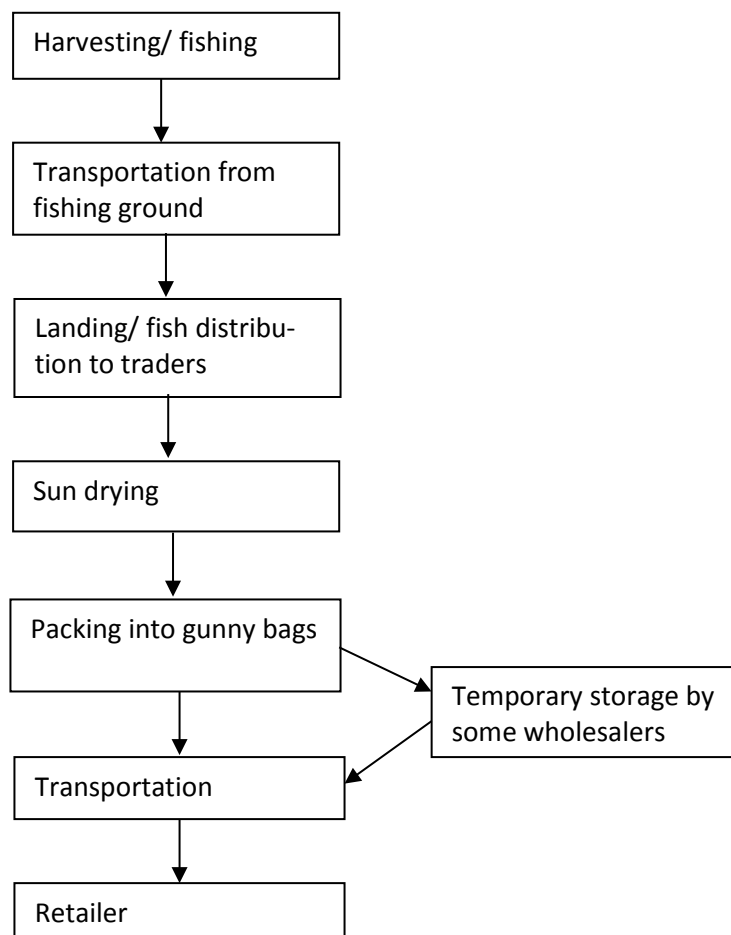 Harvesting/ fishing
Transportation from
fishing ground
Landing/ fish distribu-
tion to traders
Sun drying
Packing into gunny bags
Temporary storage by
some wholesalers
Transportation
Retailer